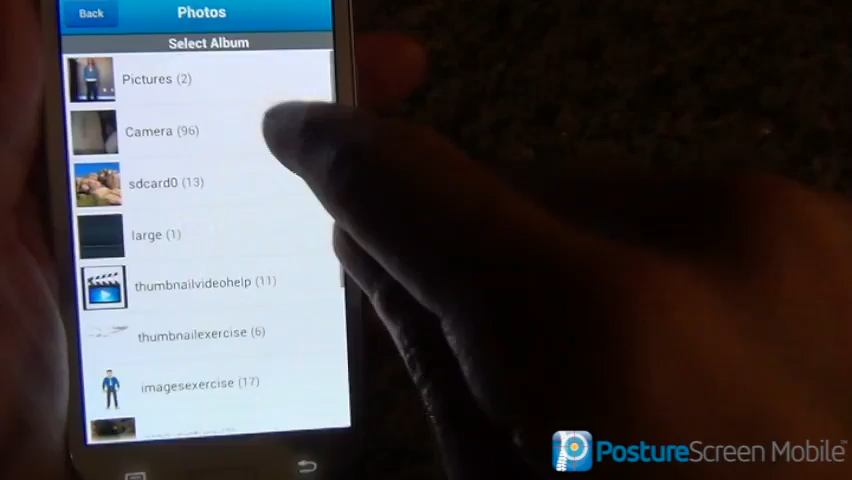 Back
Photos
Select Album
Pictures (2)
Camera (96)
sdcard0 (13)
large (1)
thumbnailvideohelp (11)
thumbnailexercise (6)
imagesexercise (17)
PostureScreen Mobile™